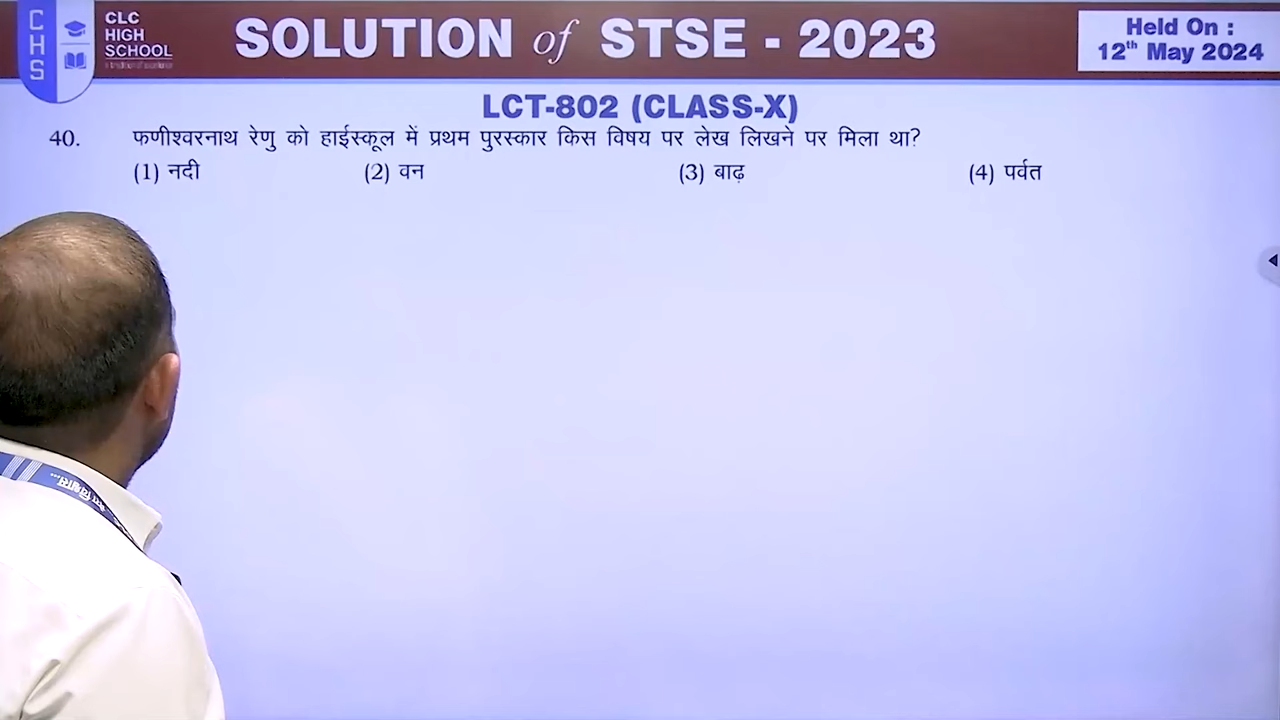 CHS
CLC
HIGH
SCHOOL
SOLUTION of STSE - 2023
Held On :
12th May 2024
LCT-802 (CLASS-X)
40. फणीश्वरनाथ रेणु को हाईस्कूल में प्रथम पुरस्कार किस विषय पर लेख लिखने पर मिला था?
(1) नदी (2) वन (3) बाढ़ (4) पर्वत